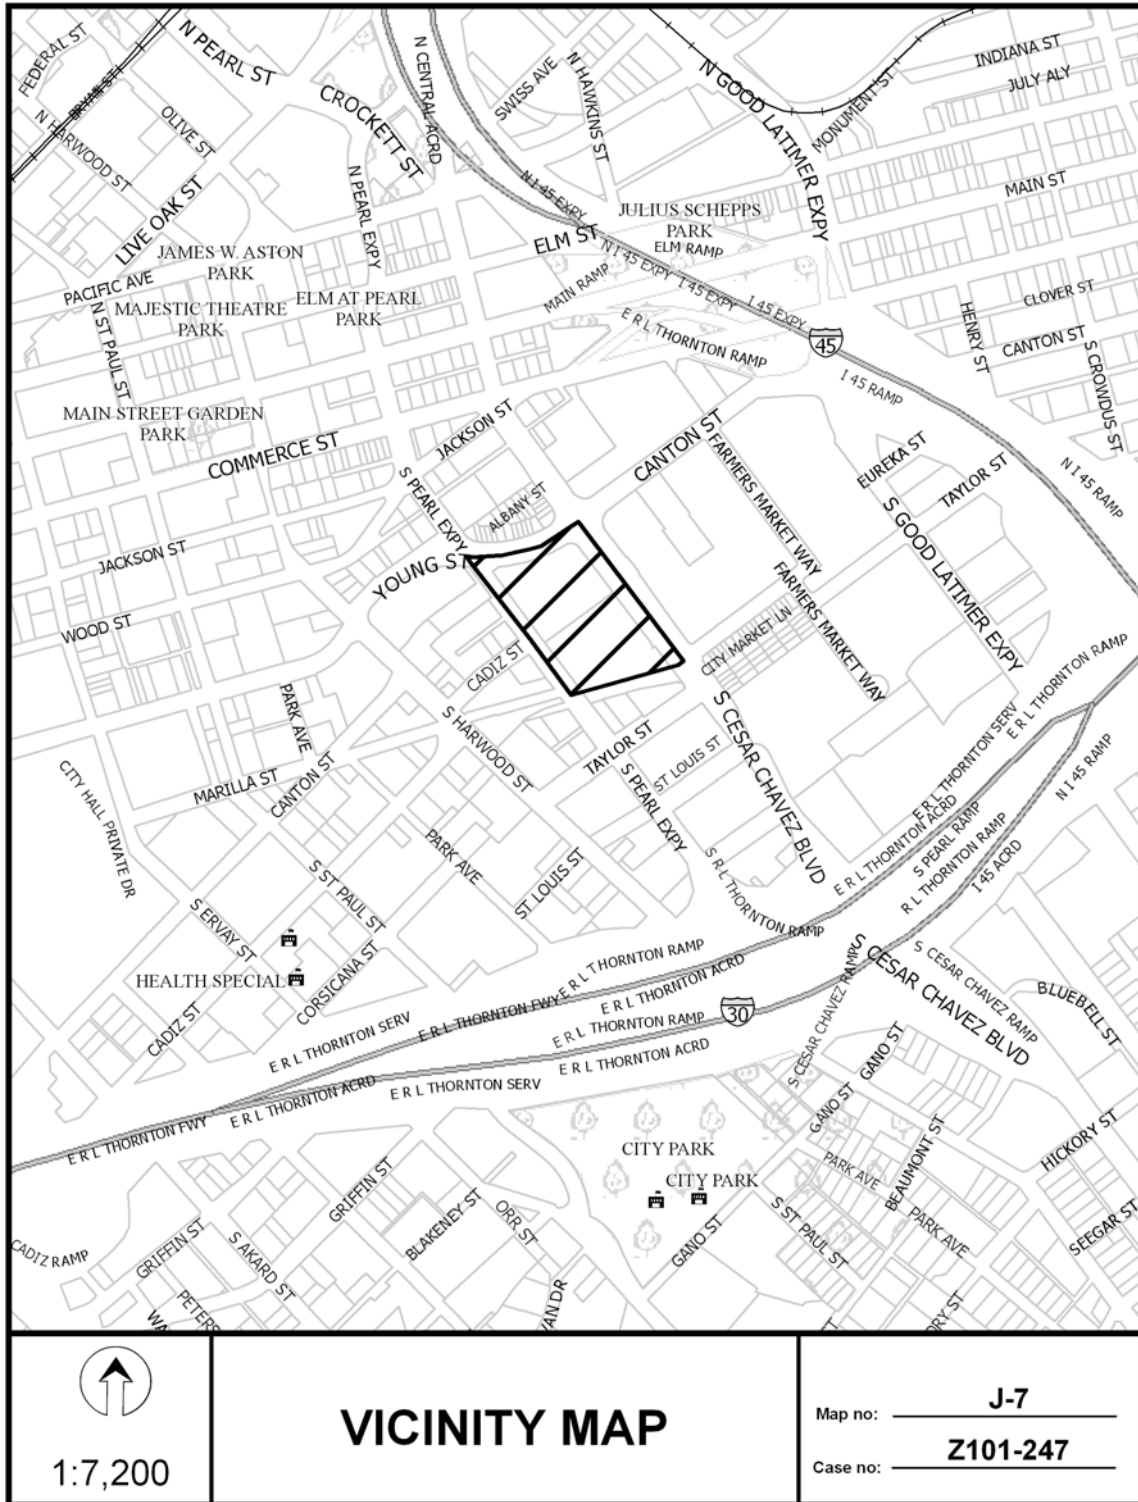 FEDERAL ST
BRYAN ST
N HARWOOD ST
OLIVE ST
N PEARL ST
CROCKETT ST
N CENTRAL ACRD
SWISS AVE
N HAWKINS ST
N GOOD LATIMER EXPY
MONUMENT ST
INDIANA ST
JULY ALY
MAIN ST
LIVE OAK ST
N PEARL EXPY
N I 45 EXPY
JULIUS SCHEPPS
PARK
ELM ST
ELM RAMP
JAMES W. ASTON
PARK
PACIFIC AVE
MAJESTIC THEATRE
PARK
ELM AT PEARL
PARK
N ST PAUL ST
MAIN RAMP
N I 45 EXPY
I 45 EXPY
I 45 EXPY
E R L THORNTON RAMP
45
I 45 RAMP
HENRY ST
CLOVER ST
CANTON ST
S CROWDUS ST
MAIN STREET GARDEN
PARK
COMMERCE ST
JACKSON ST
S PEARL EXPY
ALBANY ST
CANTON ST
FARMERS MARKET WAY
EUREKA ST
TAYLOR ST
N I 45 RAMP
S GOOD LATIMER EXPY
JACKSON ST
YOUNG ST
WOOD ST
CADIZ ST
CITY MARKET LN
FARMERS MARKET WAY
PARK AVE
S HARWOOD ST
TAYLOR ST
S CESAR CHAVEZ BLVD
ST LOUIS ST
S PEARL EXPY
E R L THORNTON SERV
E R L THORNTON RAMP
N I 45 RAMP
CITY HALL PRIVATE DR
MARILLA ST
CANTON ST
PARK AVE
ST LOUIS ST
S R L THORNTON RAMP
E R L THORNTON ACRD
S PEARL RAMP
R L THORNTON RAMP
I 45 ACRD
S ST PAUL ST
S ERVAY ST
HEALTH SPECIAL
CORSICANA ST
CADIZ ST
E R L THORNTON SERV
E R L THORNTON FWY
E R L THORNTON RAMP
E R L THORNTON ACRD
E R L THORNTON RAMP
30
E R L THORNTON ACRD
E R L THORNTON SERV
E R L THORNTON ACRD
E R L THORNTON FWY
S CESAR CHAVEZ RAMP
S CESAR CHAVEZ BLVD
S CESAR CHAVEZ RAMP
BLUEBELL ST
GANO ST
GANO ST
CITY PARK
CITY PARK
PARK AVE
BEAUMONT ST
HICKORY ST
SEEGAR ST
PARK AVE
S ST PAUL ST
GANO ST
GRIFFIN ST
BLAKENEY ST
ORR ST
GRIFFIN ST
S AKARD ST
CADIZ RAMP
PETERS
WA
VAN DR
ORY ST
1:7,200
VICINITY MAP
Map no: J-7
Case no: Z101-247